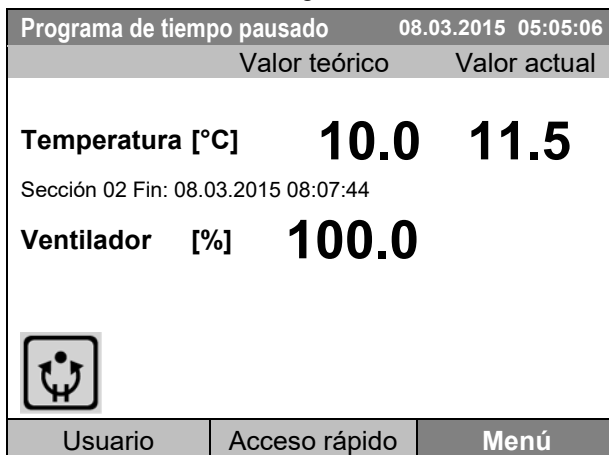 Programa de tiempo pausado 08.03.2015 05:05:06
Valor teórico Valor actual
Temperatura [°C] 10.0 11.5
Sección 02 Fin: 08.03.2015 08:07:44
Ventilador [%] 100.0
Usuario Acceso rápido Menú